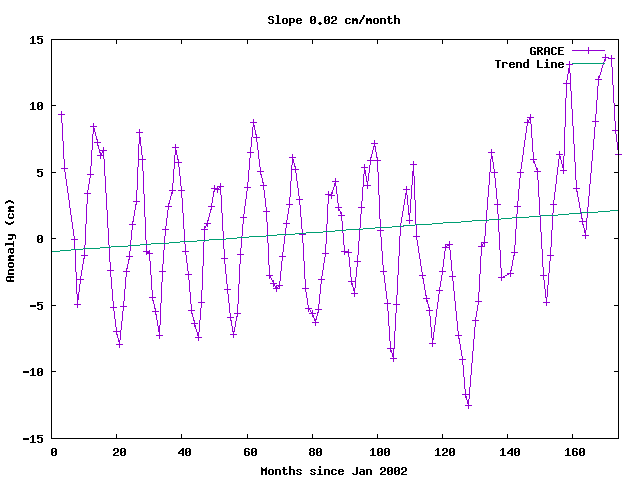 Slope 0.02 cm/month
GRACE
Trend Line
15
10
5
0
-5
-10
-15
Anomaly (cm)
0 20 40 60 80 100 120 140 160
Months since Jan 2002